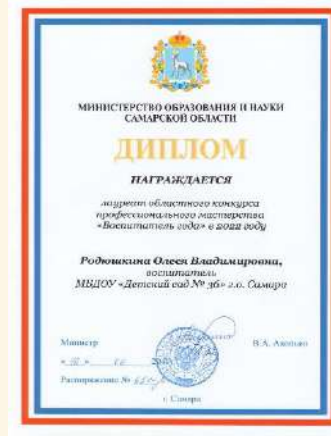 МИНИСТЕРСТВО ОБРАЗОВАНИЯ И НАУКИ
САМАРСКОЙ ОБЛАСТИ
ДИПЛОМ
НАГРАЖДАЕТСЯ
лауреат областного конкурса
профессионального мастерства
«Воспитатель года» в 2022 году
Родюшкина Олеся Владимировна,
воспитатель
МБДОУ «Детский сад № 36» г.о. Самара
Министр
Распоряжение №
г. Самара